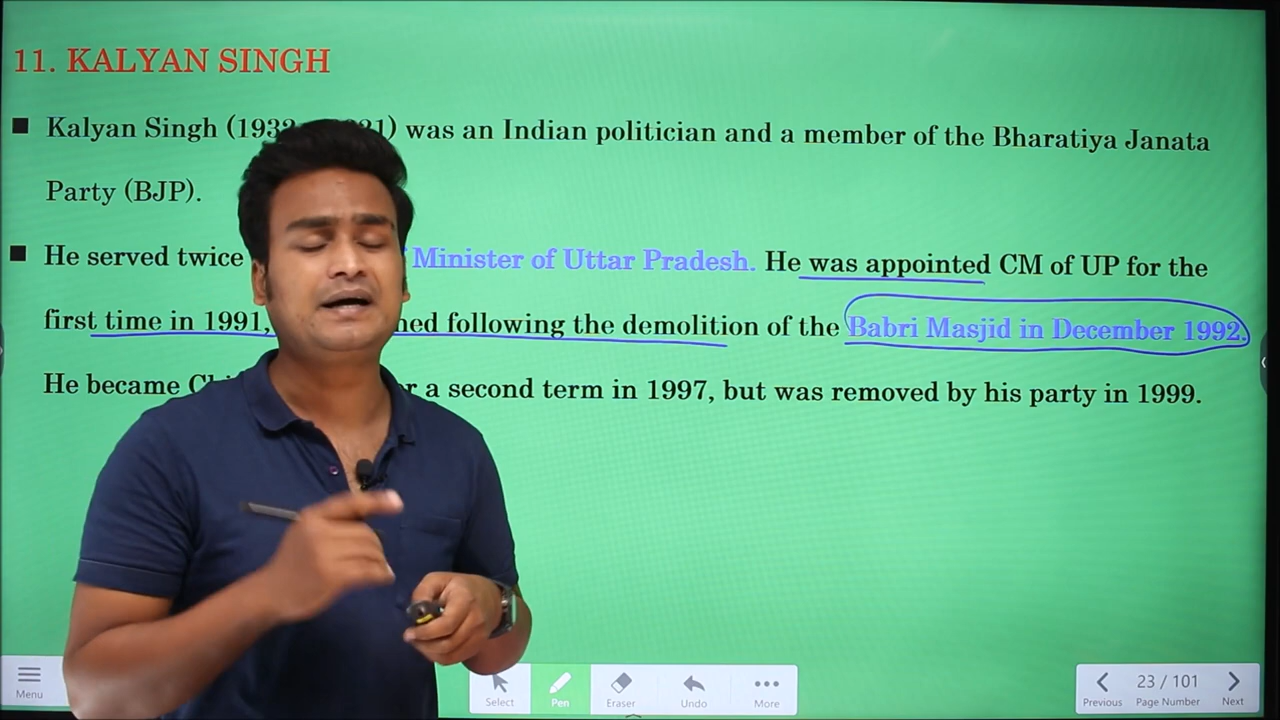 11. KALYAN SINGH
■ Kalyan Singh (193 21) was an Indian politician and a member of the Bharatiya Janata
Party (BJP).
■ He served twice Minister of Uttar Pradesh. He was appointed CM of UP for the
first time in 1991, ned following the demolition of the Babri Masjid in December 1992.
He became a second term in 1997, but was removed by his party in 1999.
Menu Select Pen Eraser Undo More Previous 23 / 101 Page Number Next